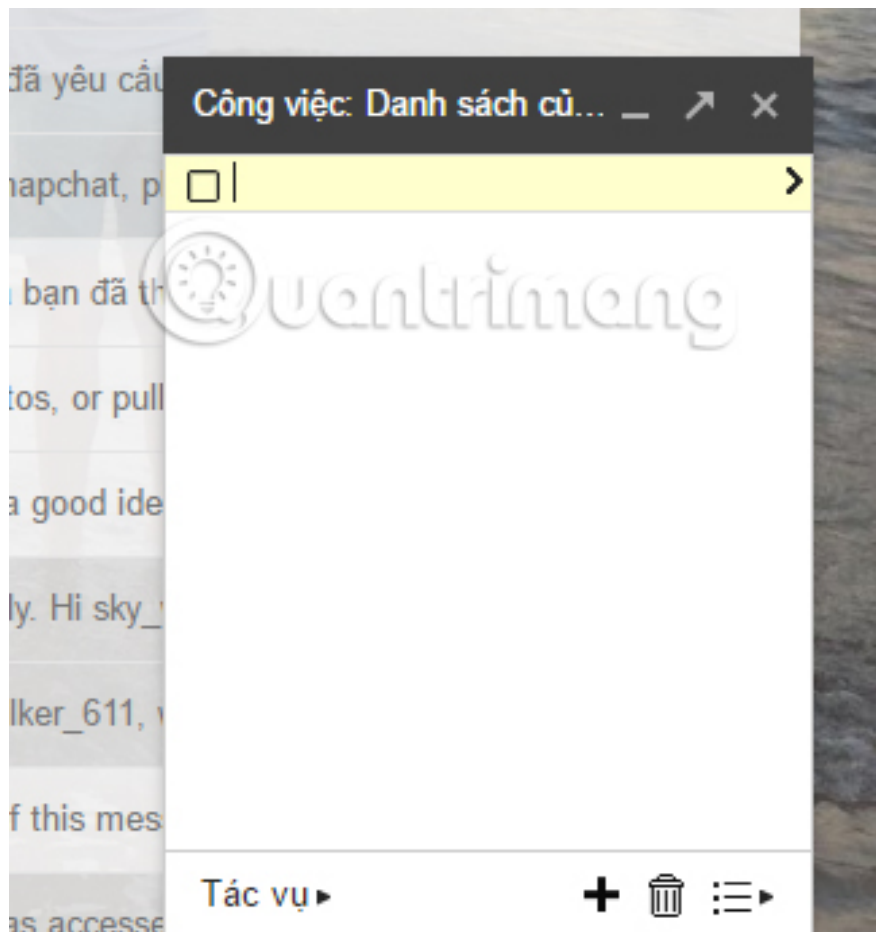 đã yêu cầu
Công việc: Danh sách củ...
napchat, p
Quantrimang
bạn đã th
tos, or pull
a good ide
ly. Hi sky_
lker_611,
f this mes
Tác vụ
as accesse